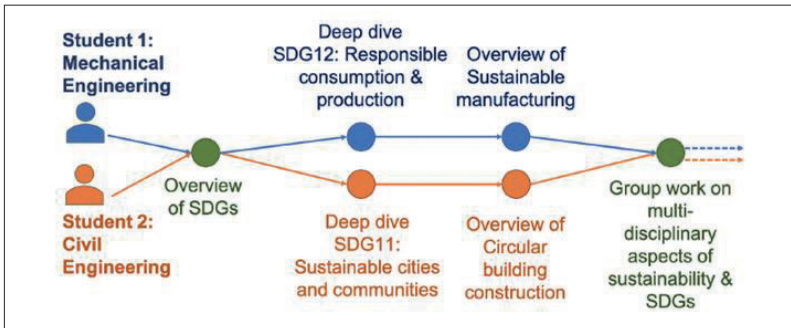 Student 1:
Mechanical
Engineering
Deep dive
SDG12: Responsible
consumption &
production
Overview of
Sustainable
manufacturing
Overview
of SDGs
Student 2:
Civil
Engineering
Deep dive
SDG11:
Sustainable cities
and communities
Overview of
Circular
building
construction
Group work on
multi-
disciplinary
aspects of
sustainability &
SDGs